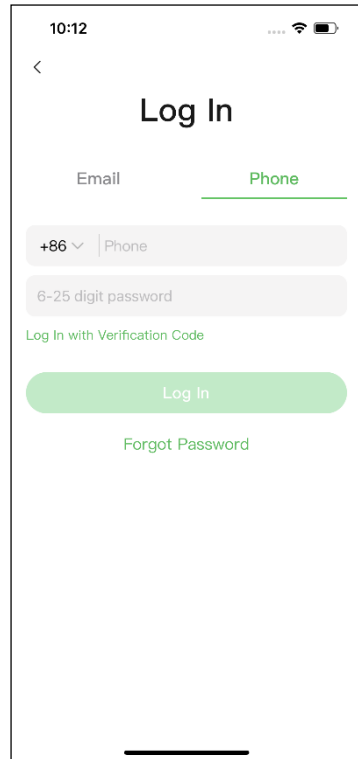 10:12
Log In
Email Phone
+86 Phone
6-25 digit password
Log In with Verification Code
Log In
Forgot Password